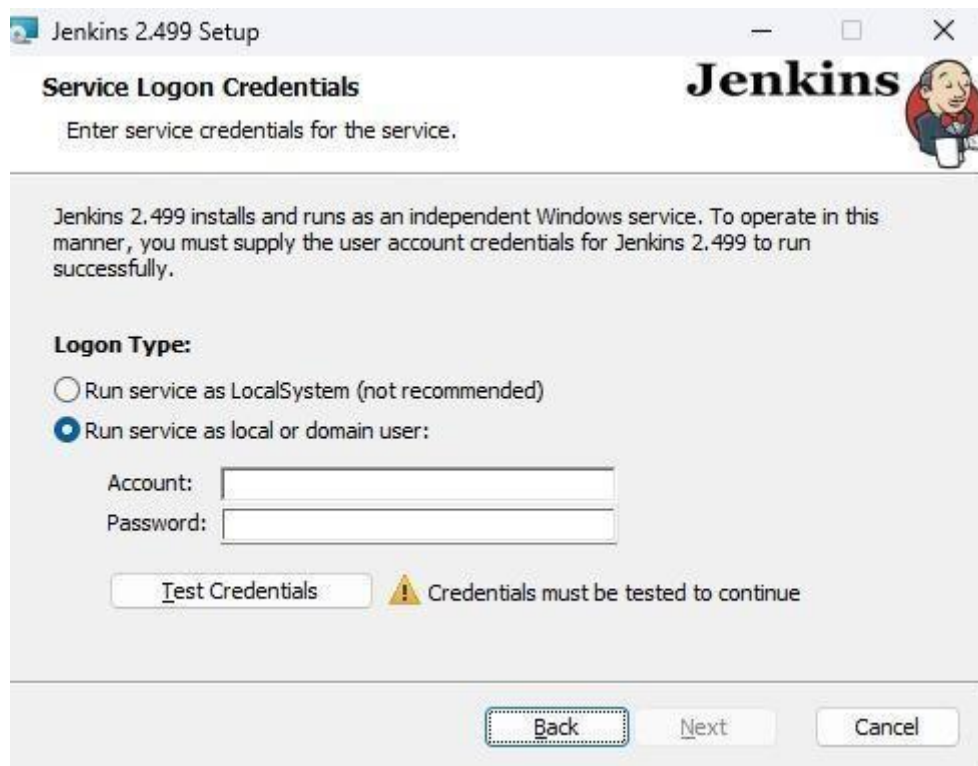 Jenkins 2.499 Setup
Service Logon Credentials
Jenkins
Enter service credentials for the service.
Jenkins 2.499 installs and runs as an independent Windows service. To operate in this
manner, you must supply the user account credentials for Jenkins 2.499 to run
successfully.
Logon Type:
Run service as LocalSystem (not recommended)
Run service as local or domain user:
Account:
Password:
Test Credentials
Credentials must be tested to continue
Back
Next
Cancel